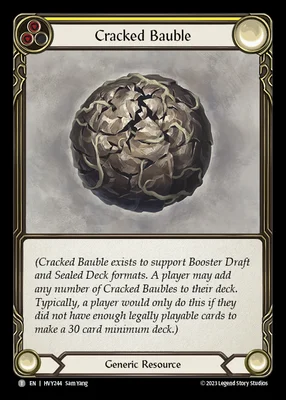 Cracked Bauble
(Cracked Bauble exists to support Booster Draft
and Sealed Deck formats. A player may add
any number of Cracked Baubles to their deck.
Typically, a player would only do this if they
did not have enough legally playable cards to
make a 30 card minimum deck.)
Generic Resource
T EN | HVY244 Sam Yang
©2023 Legend Story Studios